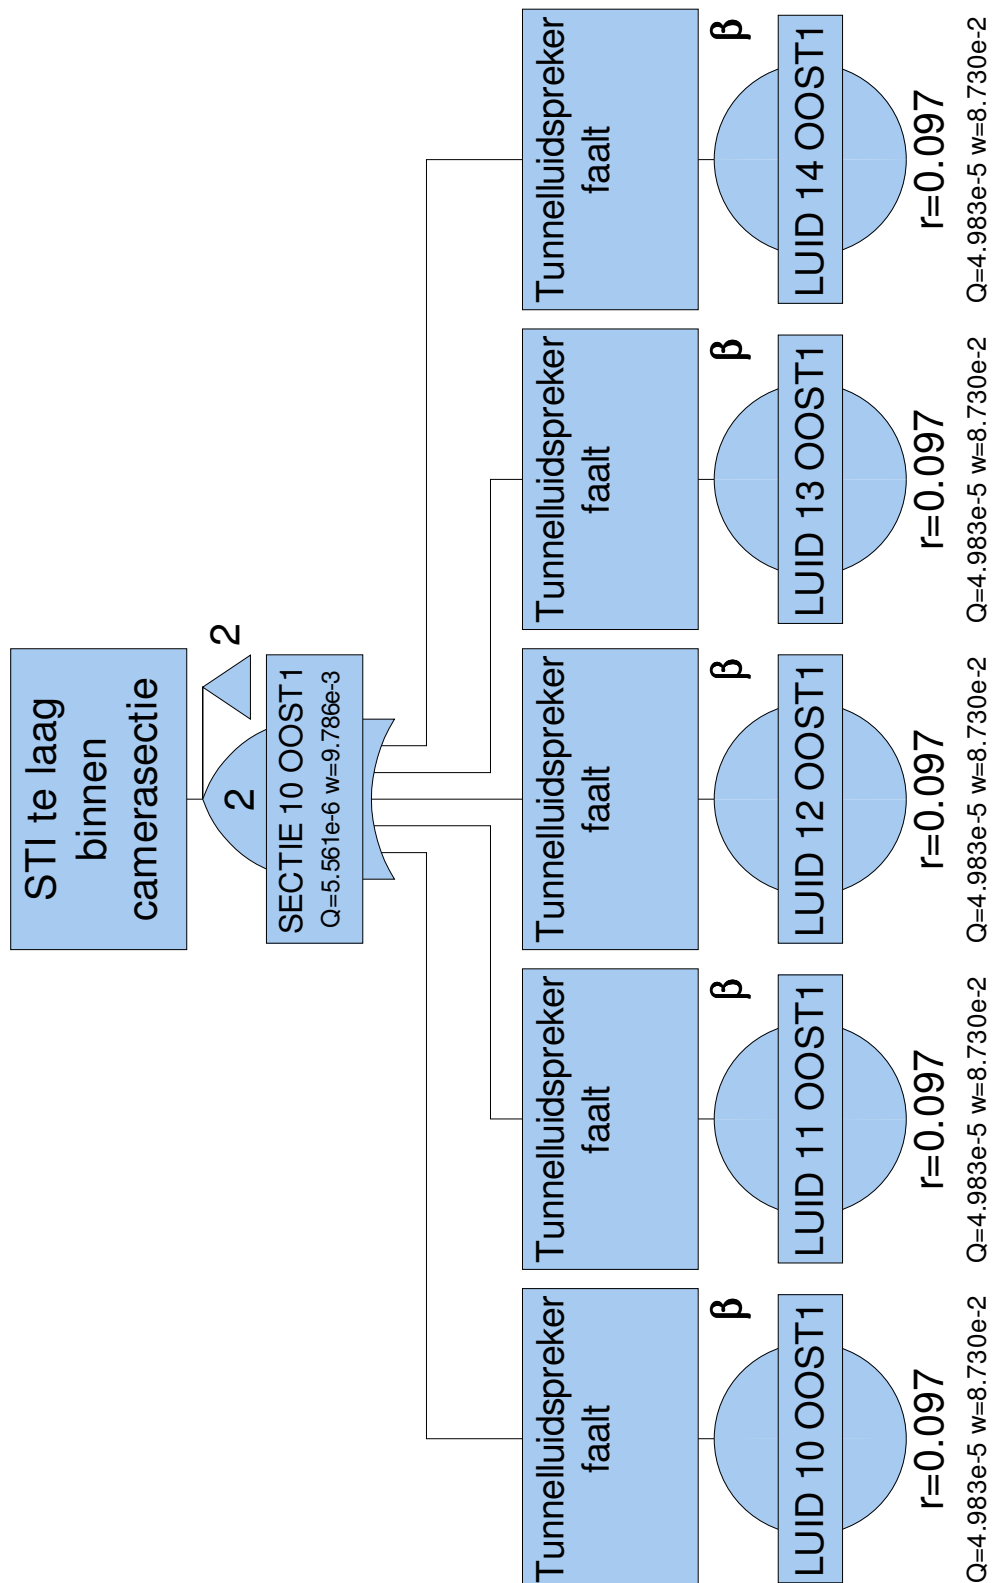 STI te laag
binnen
camerasectie
2
2
SECTIE 10 OOST1
Q=5.561e-6 w=9.786e-3
Tunnelluidspreker
faalt
β
LUID 10 OOST1
r=0.097
Q=4.983e-5 w=8.730e-2
Tunnelluidspreker
faalt
β
LUID 11 OOST1
r=0.097
Q=4.983e-5 w=8.730e-2
Tunnelluidspreker
faalt
β
LUID 12 OOST1
r=0.097
Q=4.983e-5 w=8.730e-2
Tunnelluidspreker
faalt
β
LUID 13 OOST1
r=0.097
Q=4.983e-5 w=8.730e-2
Tunnelluidspreker
faalt
β
LUID 14 OOST1
r=0.097
Q=4.983e-5 w=8.730e-2